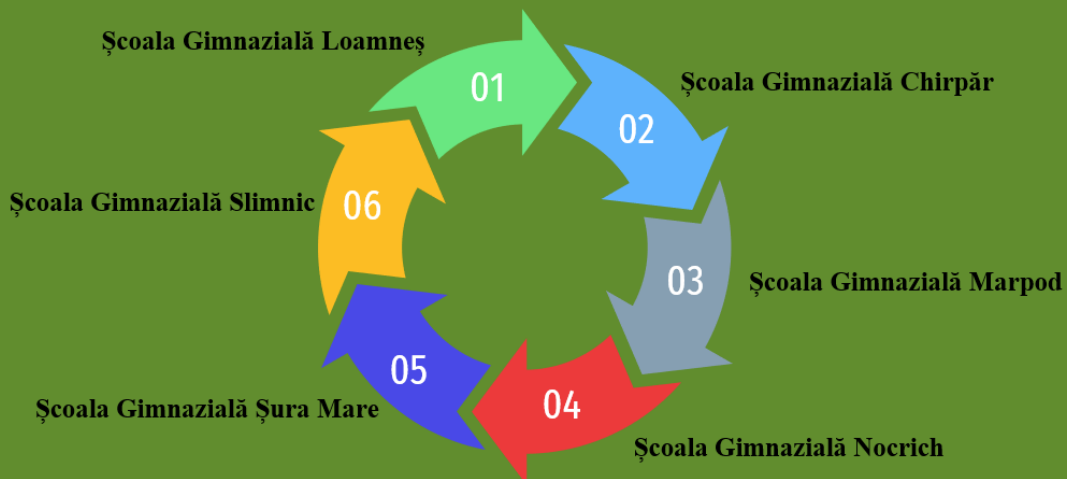 Școala Gimnazială Loamneș
01
Școala Gimnazială Chirpăr
02
Școala Gimnazială Marpod
03
Școala Gimnazială Nocrich
04
Școala Gimnazială Șura Mare
05
Școala Gimnazială Slimnic
06